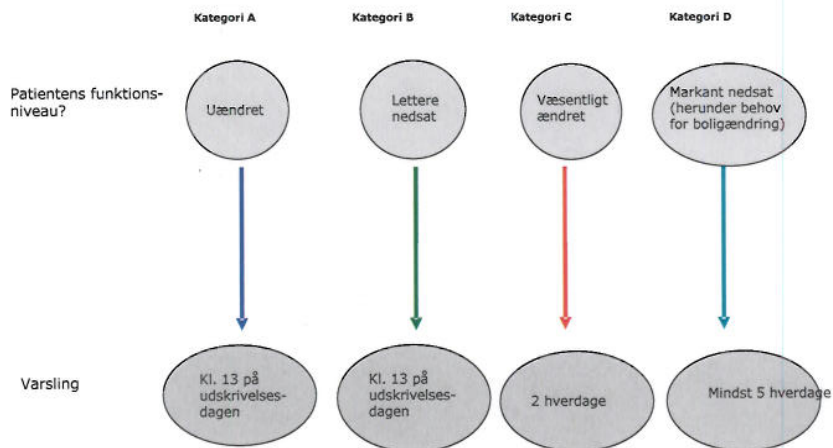 Kategori A
Kategori B
Kategori C
Kategori D
Patientens funktions-
niveau?
Uændret
Lettere
nedsat
Væsentligt
ændret
Markant nedsat
(herunder behov
for boligændring)
Varsling
Kl. 13 på
udskrivelses-
dagen
Kl. 13 på
udskrivelses-
dagen
2 hverdage
Mindst 5 hverdage